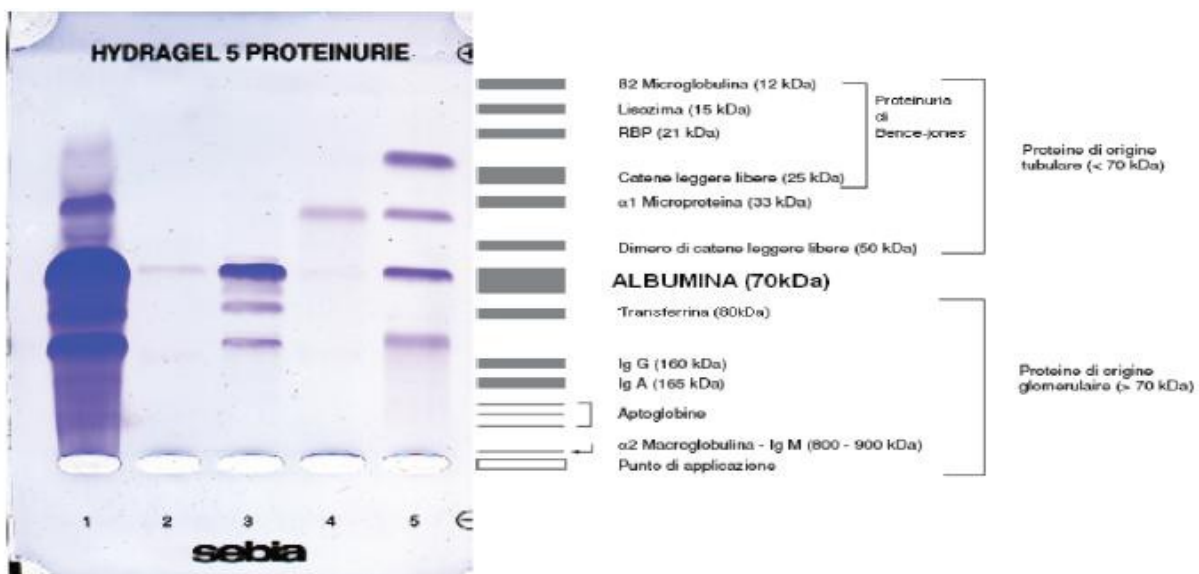 HYDRAGEL 5 PROTEINURIE
+
ß2 Microglobulina (12 kDa)
Lisozima (15 kDa)
RBP (21 kDa)
Catene leggere libere (25 kDa)
α1 Microproteina (33 kDa)
Dimero di catene leggere libere (50 kDa)
ALBUMINA (70kDa)
Transferrina (80kDa)
Ig G (160 kDa)
Ig A (165 kDa)
Aptoglobine
α2 Macroglobulina - Ig M (800 - 900 kDa)
Punto di applicazione
Proteinuria
di
Bence-jones
Proteine di origine
tubulare (< 70 kDa)
Proteine di origine
glomerulaire (> 70 kDa)
1 2 3 4 5 −
sebia